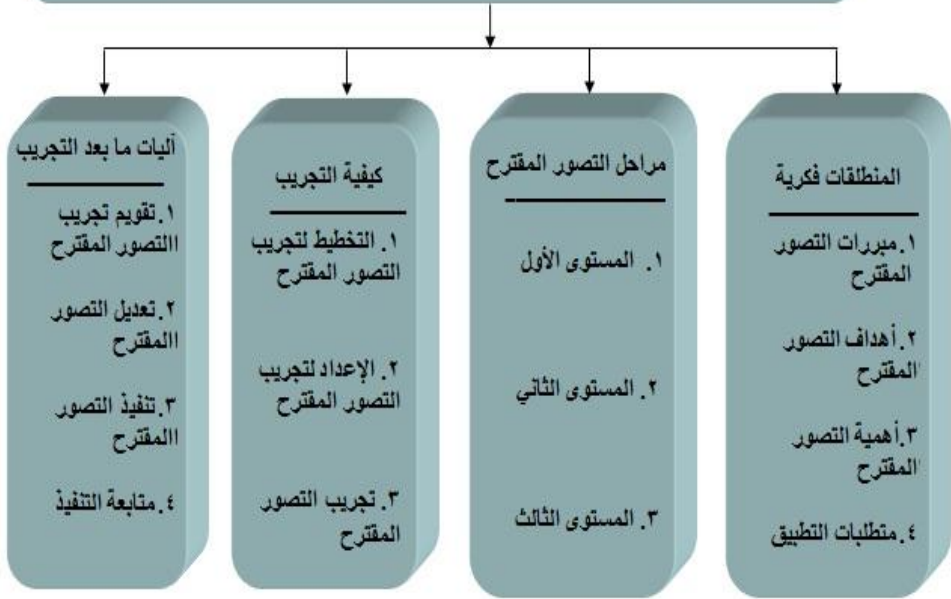 المنطلقات فكرية
١.مبررات التصور
المقترح
٢.أهداف التصور
المقترح
٣.أهمية التصور
المقترح
٤.متطلبات التطبيق
مراحل التصور المقترح
١. المستوى الأول
٢. المستوى الثاني
٣. المستوى الثالث
كيفية التجريب
١. التخطيط لتجريب
التصور المقترح
٢. الإعداد لتجريب
التصور المقترح
٣. تجريب التصور
المقترح
آليات ما بعد التجريب
١.تقويم تجريب
االتصور المقترح
٢.تعديل التصور
االمقترح
٣.تنفيذ التصور
االمقترح
٤.متابعة التنفيذ